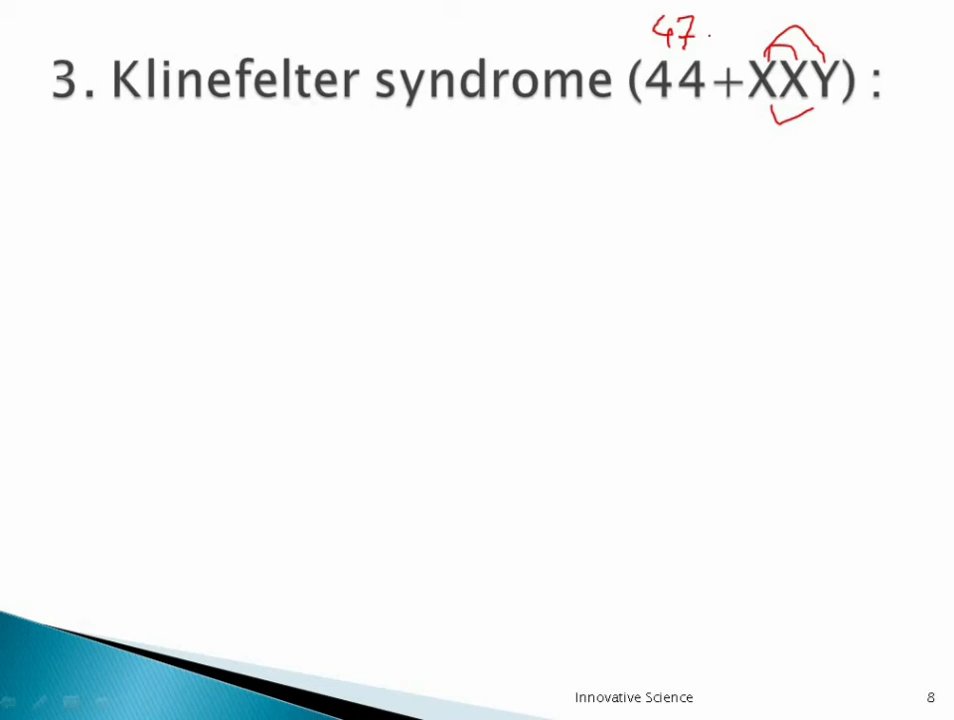 47.
3. Klinefelter syndrome (44+XXY) :
Innovative Science
8